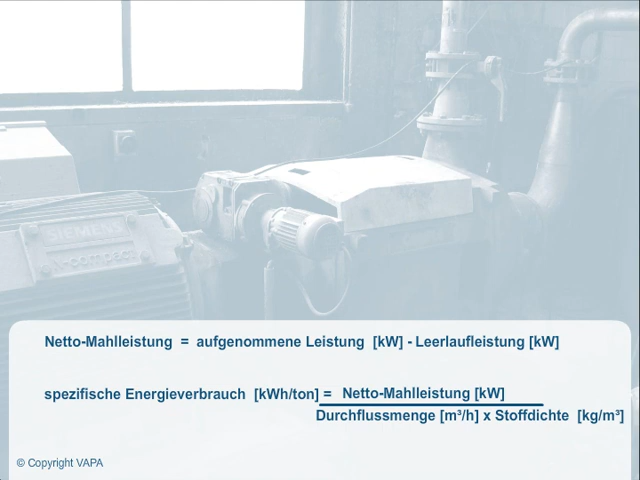 SIEMENS
N-compact
Netto-Mahlleistung = aufgenommene Leistung [kW] - Leerlaufleistung [kW]
spezifische Energieverbrauch [kWh/ton] = Netto-Mahlleistung [kW]
Durchflussmenge [m³/h] x Stoffdichte [kg/m³]
© Copyright VAPA